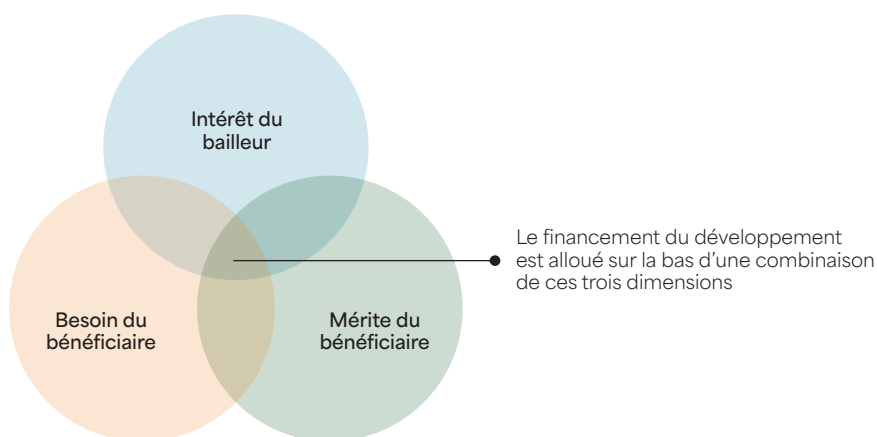 Intérêt du
bailleur
Besoin du
bénéficiaire
Mérite du
bénéficiaire
Le financement du développement
est alloué sur la bas d’une combinaison
de ces trois dimensions